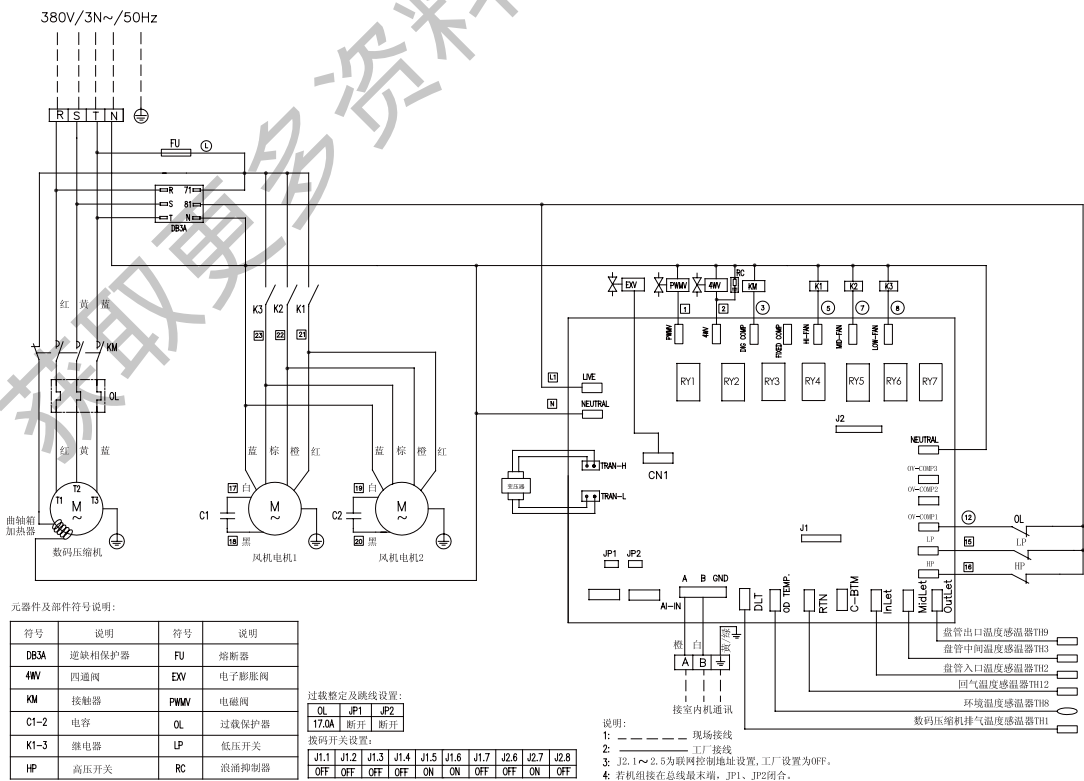 获取更多资料
380V/3N~/50Hz
R S T N
FU L
R 71
S 81
T N
DB3A
红 黄 蓝
KM
OL
红 黄 蓝
T1 T2 T3
M
~
曲轴箱
加热器
数码压缩机
K3 K2 K1
23 22 21
蓝 棕 橙 红
蓝 棕 橙 红
17 白
C1
18 黑
M
~
风机电机1
19 白
C2
20 黑
M
~
风机电机2
EXV PWMV 4WV RC KM K1 K2 K3
1 2 3 5 7 8
PWMV 4WV DIG COMP FIXED COMP HI-FAN MID-FAN LOW-FAN
RY1 RY2 RY3 RY4 RY5 RY6 RY7
L1 LIVE
N NEUTRAL
J2
CN1
NEUTRAL
OV-COMP3
OV-COMP2
OV-COMP1 12 OL
LP 15 LP
HP 16 HP
变压器
TRAN-H
TRAN-L
J1
JP1 JP2
A B GND
AI-IN
DLT
OD TEMP.
RTN
C-BTM
InLet
MidLet
OutLet
橙 白 黄/绿
A B
接室内机通讯
盘管出口温度感温器TH9
盘管中间温度感温器TH3
盘管入口温度感温器TH2
回气温度感温器TH12
环境温度感温器TH8
数码压缩机排气温度感温器TH1
元器件及部件符号说明:
符号 说明 符号 说明
DB3A 逆缺相保护器 FU 熔断器
4WV 四通阀 EXV 电子膨胀阀
KM 接触器 PWMV 电磁阀
C1-2 电容 OL 过载保护器
K1-3 继电器 LP 低压开关
HP 高压开关 RC 浪涌抑制器
过载整定及跳线设置:
OL JP1 JP2
17.0A 断开 断开
拨码开关设置:
J1.1 J1.2 J1.3 J1.4 J1.5 J1.6 J1.7 J2.6 J2.7 J2.8
OFF OFF OFF OFF ON ON OFF OFF ON OFF
说明:
1: 现场接线
2: 工厂接线
3: J2.1~2.5为联网控制地址设置,工厂设置为OFF。
4: 若机组接在总线最末端, JP1、JP2闭合。